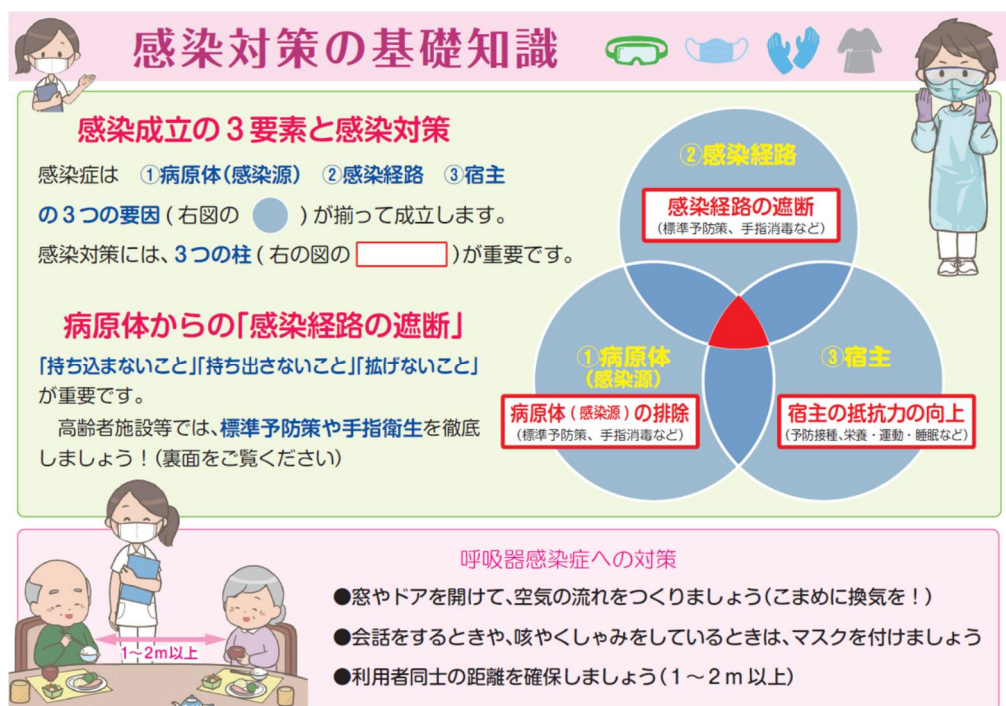 感染対策の基礎知識
感染成立の3要素と感染対策
感染症は ①病原体(感染源) ②感染経路 ③宿主
の3つの要因(右図の )が揃って成立します。
感染対策には、3つの柱(右の図の )が重要です。
病原体からの「感染経路の遮断」
「持ち込まないこと」「持ち出さないこと」「拡げないこと」
が重要です。
高齢者施設等では、標準予防策や手指衛生を徹底
しましょう!(裏面をご覧ください)
②感染経路
感染経路の遮断
(標準予防策、手指消毒など)
①病原体
(感染源)
病原体(感染源)の排除
(標準予防策、手指消毒など)
③宿主
宿主の抵抗力の向上
(予防接種、栄養・運動・睡眠など)
呼吸器感染症への対策
●窓やドアを開けて、空気の流れをつくりましょう(こまめに換気を!)
●会話をするときや、咳やくしゃみをしているときは、マスクを付けましょう
●利用者同士の距離を確保しましょう(1～2m以上)
1～2m以上